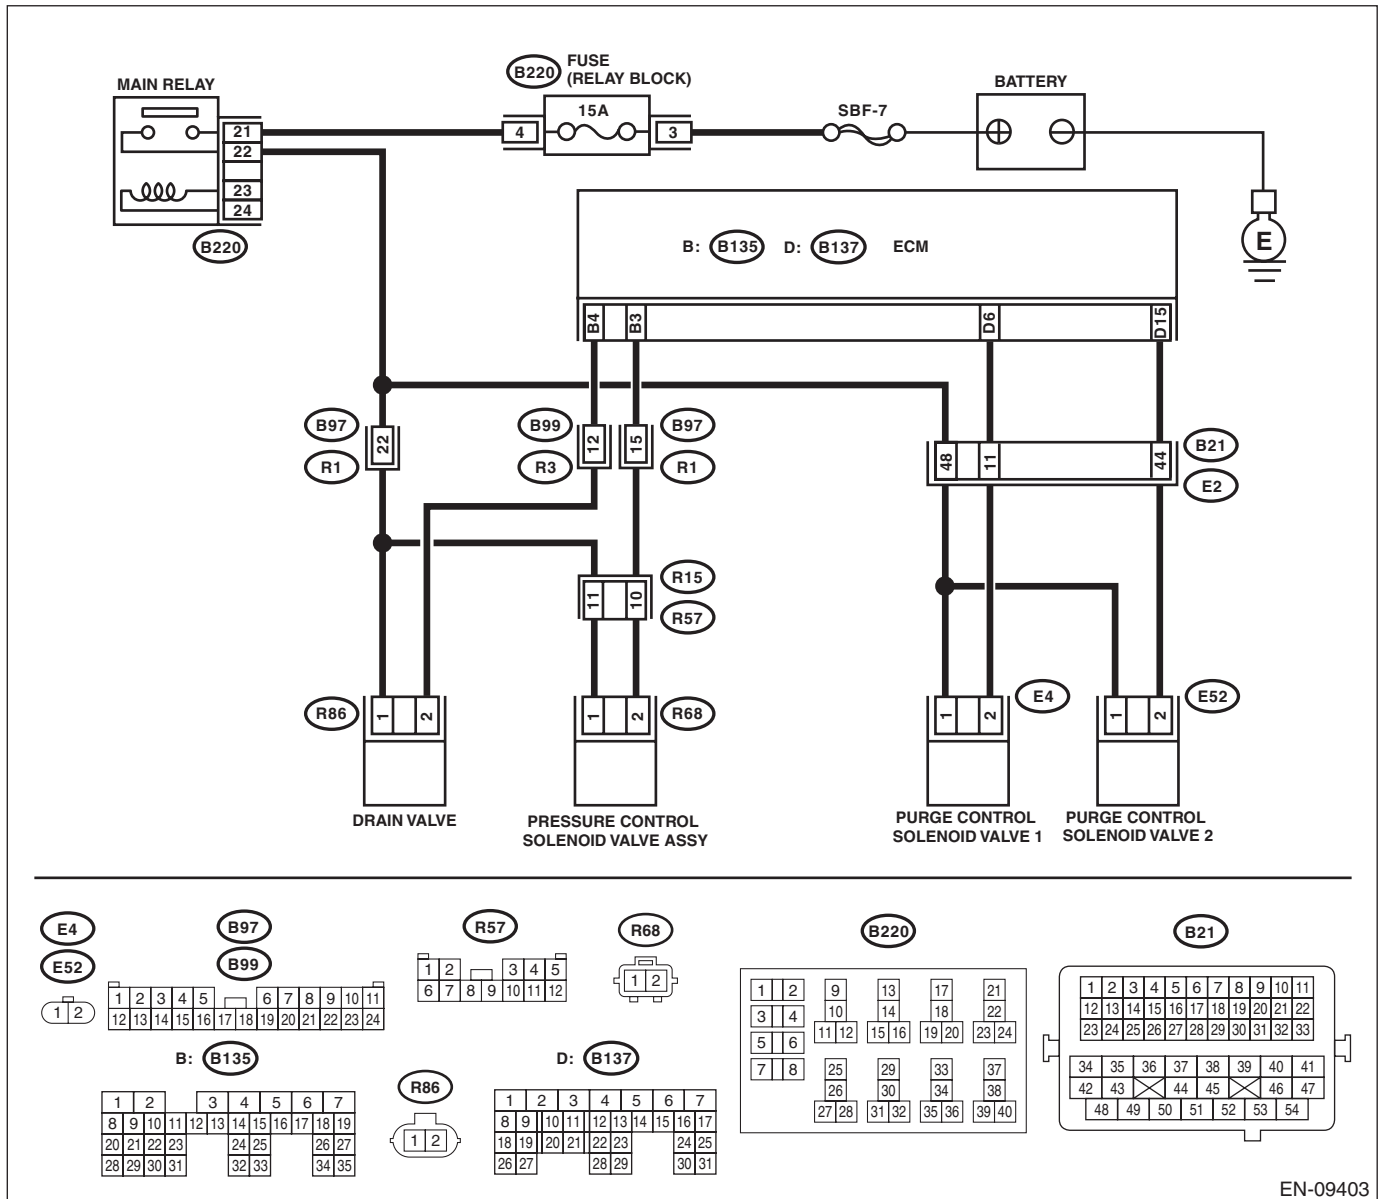 B220 FUSE
(RELAY BLOCK)
MAIN RELAY
15A
SBF-7
BATTERY
21
22
23
24
4
3
B220
E
B: B135 D: B137 ECM
B4 B3 D6 D15
B97 22 R1
B99 12 R3
15 B97 R1
48 11 44 B21 E2
11 10 R15 R57
R86 1 2
1 2 R68
1 2 E4
1 2 E52
DRAIN VALVE
PRESSURE CONTROL
SOLENOID VALVE ASSY
PURGE CONTROL
SOLENOID VALVE 1
PURGE CONTROL
SOLENOID VALVE 2
E4
E52
1 2
B97
B99
1 2 3 4 5 6 7 8 9 10 11
12 13 14 15 16 17 18 19 20 21 22 23 24
R57
1 2 3 4 5
6 7 8 9 10 11 12
R68
1 2
B: B135
1 2 3 4 5 6 7
8 9 10 11 12 13 14 15 16 17 18 19
20 21 22 23 24 25 26 27
28 29 30 31 32 33 34 35
R86
1 2
D: B137
1 2 3 4 5 6 7
8 9 10 11 12 13 14 15 16 17
18 19 20 21 22 23 24 25
26 27 28 29 30 31
B220
1 2 9 13 17 21
3 4 10 14 18 22
5 6 11 12 15 16 19 20 23 24
7 8 25 29 33 37
26 30 34 38
27 28 31 32 35 36 39 40
B21
1 2 3 4 5 6 7 8 9 10 11
12 13 14 15 16 17 18 19 20 21 22
23 24 25 26 27 28 29 30 31 32 33
34 35 36 37 38 39 40 41
42 43 44 45 46 47
48 49 50 51 52 53 54
EN-09403